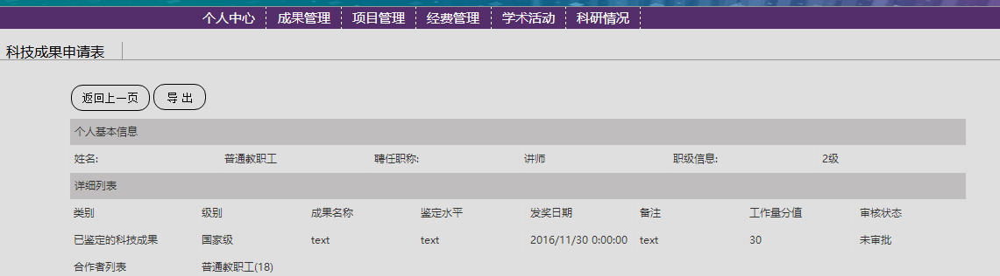 个人中心 成果管理 项目管理 经费管理 学术活动 科研情况
科技成果申请表
返回上一页 导 出
个人基本信息
姓名: 普通教职工 聘任职称: 讲师 职级信息: 2级
详细列表
类别 级别 成果名称 鉴定水平 发奖日期 备注 工作量分值 审核状态
已鉴定的科技成果 国家级 text text 2016/11/30 0:00:00 text 30 未审批
合作者列表 普通教职工(18)